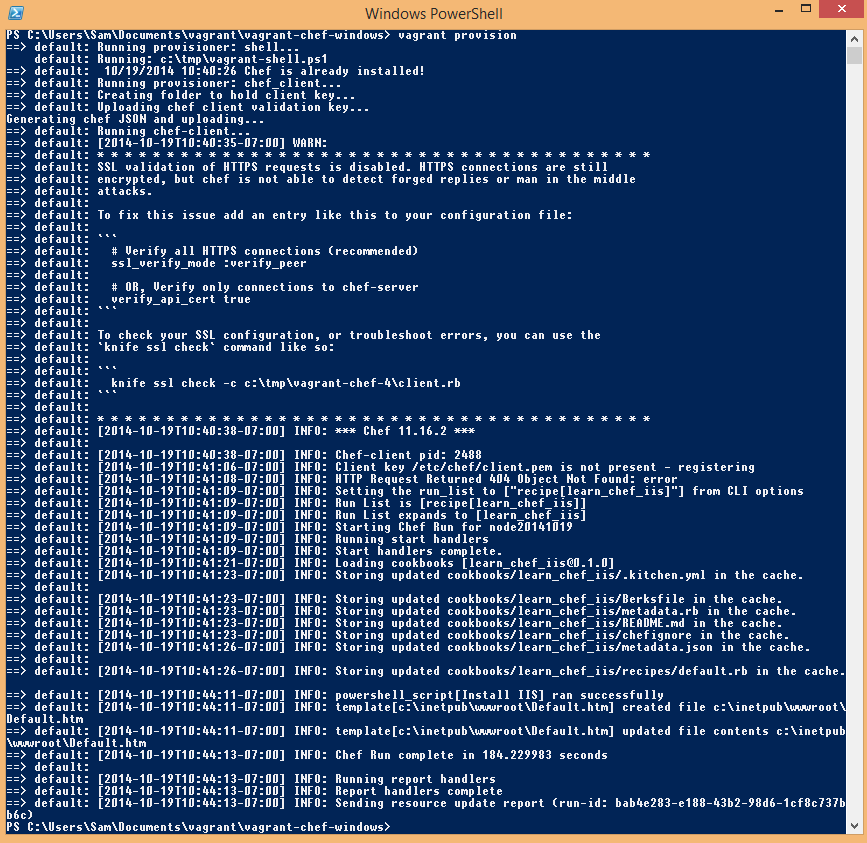 Windows PowerShell
PS C:\Users\Sam\Documents\vagrant\vagrant-chef-windows> vagrant provision
==> default: Running provisioner: shell...
    default: Running: c:\tmp\vagrant-shell.ps1
==> default:  10/19/2014 10:40:26 Chef is already installed!
==> default: Running provisioner: chef_client...
==> default: Creating folder to hold client key...
==> default: Uploading chef client validation key...
Generating chef JSON and uploading...
==> default: Running chef-client...
==> default: [2014-10-19T10:40:35-07:00] WARN:
==> default: * * * * * * * * * * * * * * * * * * * * * * * * * * * * * * * * * * * * * * * *
==> default: SSL validation of HTTPS requests is disabled. HTTPS connections are still
==> default: encrypted, but chef is not able to detect forged replies or man in the middle
==> default: attacks.
==> default:
==> default: To fix this issue add an entry like this to your configuration file:
==> default:
==> default: ```
==> default:   # Verify all HTTPS connections (recommended)
==> default:   ssl_verify_mode :verify_peer
==> default:
==> default:   # OR, Verify only connections to chef-server
==> default:   verify_api_cert true
==> default: ```
==> default:
==> default: To check your SSL configuration, or troubleshoot errors, you can use the
==> default: `knife ssl check` command like so:
==> default:
==> default: ```
==> default:   knife ssl check -c c:\tmp\vagrant-chef-4\client.rb
==> default: ```
==> default:
==> default: * * * * * * * * * * * * * * * * * * * * * * * * * * * * * * * * * * * * * * * *
==> default: [2014-10-19T10:40:38-07:00] INFO: *** Chef 11.16.2 ***
==> default:
==> default: [2014-10-19T10:40:38-07:00] INFO: Chef-client pid: 2488
==> default: [2014-10-19T10:41:06-07:00] INFO: Client key /etc/chef/client.pem is not present - registering
==> default: [2014-10-19T10:41:08-07:00] INFO: HTTP Request Returned 404 Object Not Found: error
==> default: [2014-10-19T10:41:09-07:00] INFO: Setting the run_list to ["recipe[learn_chef_iis]"] from CLI options
==> default: [2014-10-19T10:41:09-07:00] INFO: Run List is [recipe[learn_chef_iis]]
==> default: [2014-10-19T10:41:09-07:00] INFO: Run List expands to [learn_chef_iis]
==> default: [2014-10-19T10:41:09-07:00] INFO: Starting Chef Run for node20141019
==> default: [2014-10-19T10:41:09-07:00] INFO: Running start handlers
==> default: [2014-10-19T10:41:09-07:00] INFO: Start handlers complete.
==> default: [2014-10-19T10:41:21-07:00] INFO: Loading cookbooks [learn_chef_iis@0.1.0]
==> default: [2014-10-19T10:41:23-07:00] INFO: Storing updated cookbooks/learn_chef_iis/.kitchen.yml in the cache.
==> default:
==> default: [2014-10-19T10:41:23-07:00] INFO: Storing updated cookbooks/learn_chef_iis/Berksfile in the cache.
==> default: [2014-10-19T10:41:23-07:00] INFO: Storing updated cookbooks/learn_chef_iis/metadata.rb in the cache.
==> default: [2014-10-19T10:41:23-07:00] INFO: Storing updated cookbooks/learn_chef_iis/README.md in the cache.
==> default: [2014-10-19T10:41:23-07:00] INFO: Storing updated cookbooks/learn_chef_iis/chefignore in the cache.
==> default: [2014-10-19T10:41:26-07:00] INFO: Storing updated cookbooks/learn_chef_iis/metadata.json in the cache.
==> default:
==> default: [2014-10-19T10:41:26-07:00] INFO: Storing updated cookbooks/learn_chef_iis/recipes/default.rb in the cache.
==> default: [2014-10-19T10:44:11-07:00] INFO: powershell_script[Install IIS] ran successfully
==> default: [2014-10-19T10:44:11-07:00] INFO: template[c:\inetpub\wwwroot\Default.htm] created file c:\inetpub\wwwroot\
Default.htm
==> default: [2014-10-19T10:44:11-07:00] INFO: template[c:\inetpub\wwwroot\Default.htm] updated file contents c:\inetpub
\wwwroot\Default.htm
==> default: [2014-10-19T10:44:13-07:00] INFO: Chef Run complete in 184.229983 seconds
==> default:
==> default: [2014-10-19T10:44:13-07:00] INFO: Running report handlers
==> default: [2014-10-19T10:44:13-07:00] INFO: Report handlers complete
==> default: [2014-10-19T10:44:13-07:00] INFO: Sending resource update report (run-id: bab4e283-e188-43b2-98d6-1cf8c737b
b6c)
PS C:\Users\Sam\Documents\vagrant\vagrant-chef-windows>